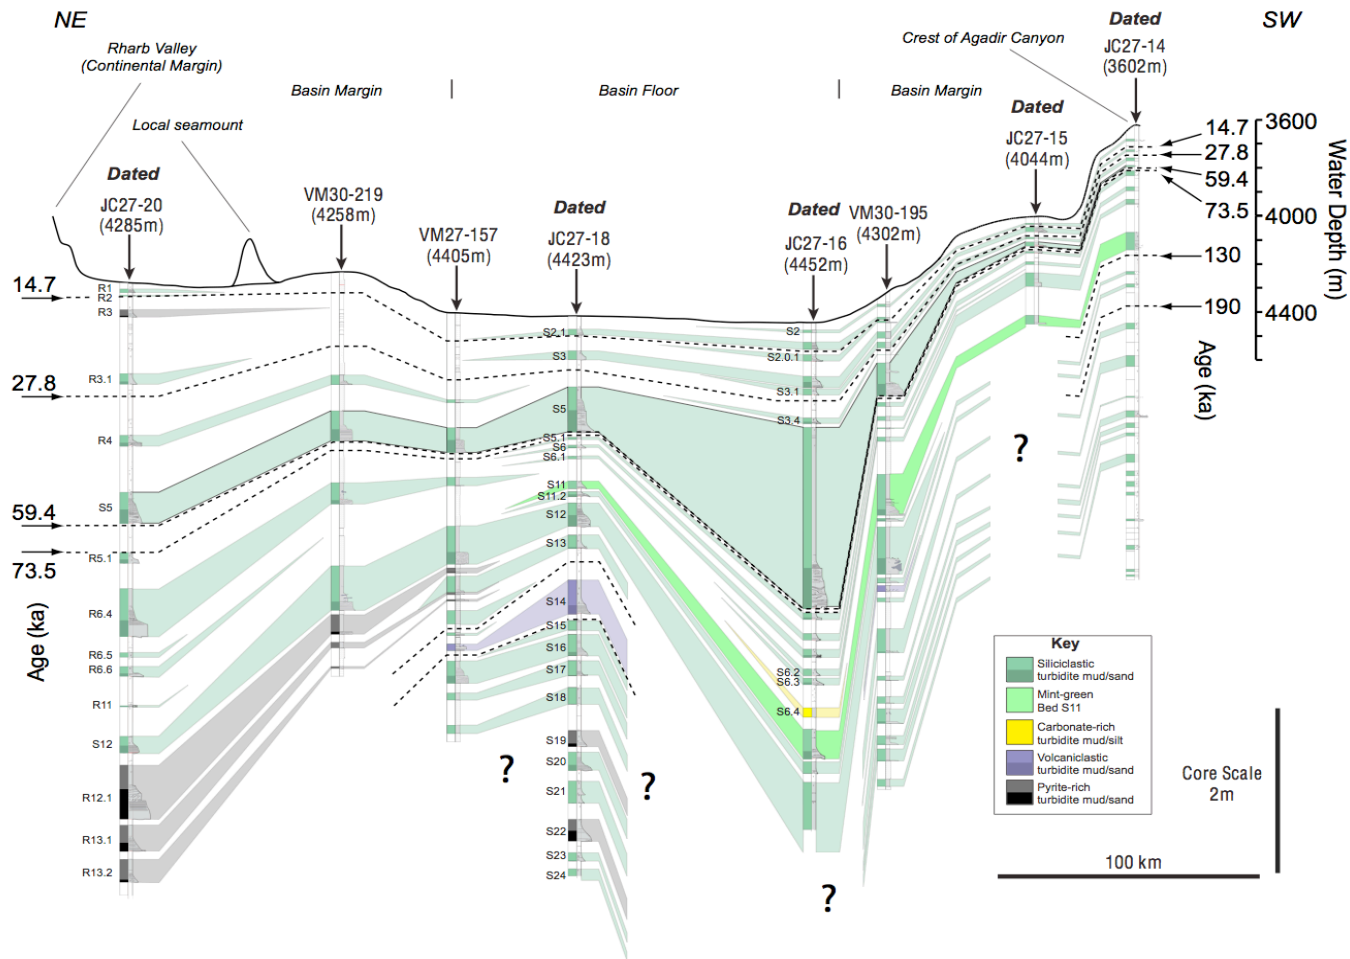 NE
SW
Rharb Valley
(Continental Margin)
Local seamount
Basin Margin
Basin Floor
Basin Margin
Crest of Agadir Canyon
Dated
JC27-20
(4285m)
VM30-219
(4258m)
VM27-157
(4405m)
Dated
JC27-18
(4423m)
Dated
JC27-16
(4452m)
VM30-195
(4302m)
Dated
JC27-15
(4044m)
Dated
JC27-14
(3602m)
14.7
27.8
59.4
73.5
Age (ka)
R1
R2
R3
R3.1
R4
S5
R5.1
R6.4
R6.5
R6.6
R11
S12
R12.1
R13.1
R13.2
S2.1
S3
S5
S5.1
S6
S6.1
S11
S11.2
S12
S13
S14
S15
S16
S17
S18
S19
S20
S21
S22
S23
S24
S2
S2.0.1
S3.1
S3.4
S6.2
S6.3
S6.4
?
?
?
?
14.7
27.8
59.4
73.5
130
190
Age (ka)
3600
4000
4400
Water Depth (m)
Key
Siliciclastic
turbidite mud/sand
Mint-green
Bed S11
Carbonate-rich
turbidite mud/silt
Volcaniclastic
turbidite mud/sand
Pyrite-rich
turbidite mud/sand
Core Scale
2m
100 km